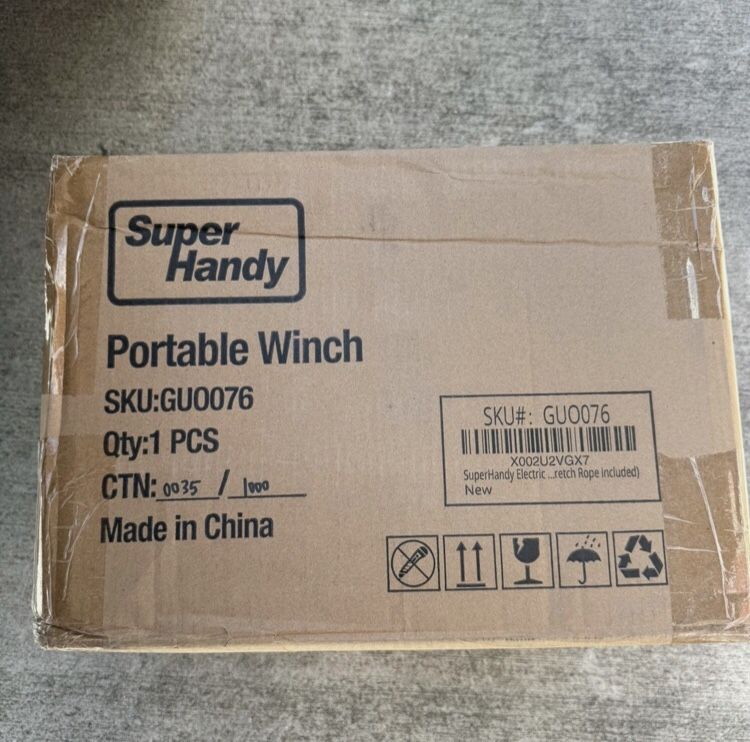 Super
Handy
Portable Winch
SKU:GUO076
Qty:1 PCS
CTN: 0035 / 1000
Made in China
SKU#: GUO076
X002U2VGX7
SuperHandy Electric ...retch Rope included)
New